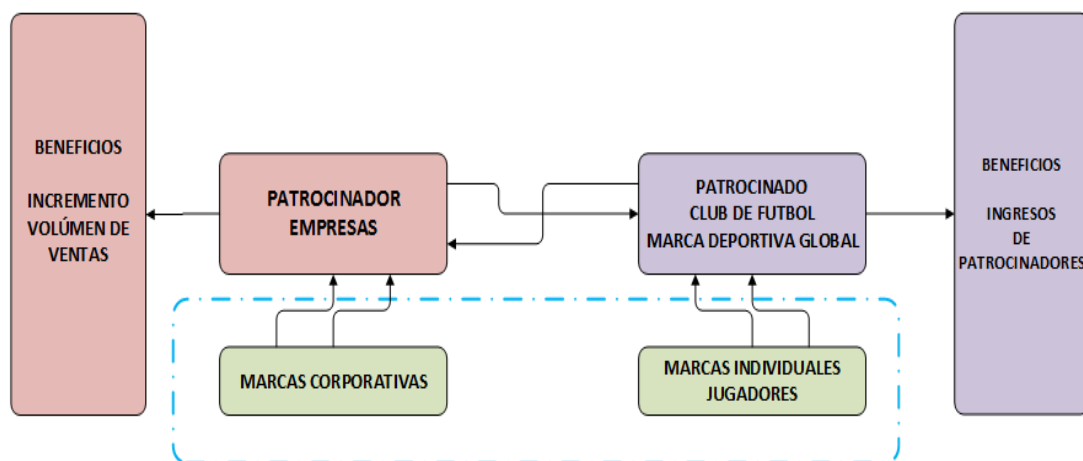 BENEFICIOS
INCREMENTO
VOLÚMEN DE
VENTAS
PATROCINADOR
EMPRESAS
PATROCINADO
CLUB DE FUTBOL
MARCA DEPORTIVA GLOBAL
BENEFICIOS
INGRESOS
DE
PATROCINADORES
MARCAS CORPORATIVAS
MARCAS INDIVIDUALES
JUGADORES